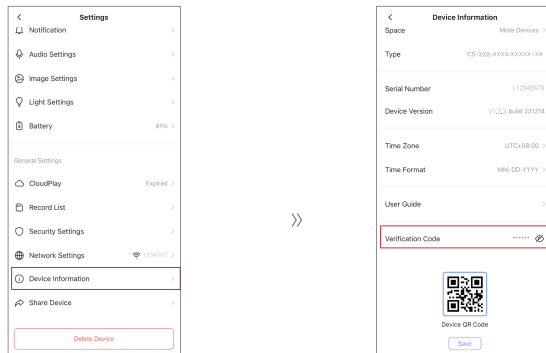 Settings
Notification
Audio Settings
Image Settings
Light Settings
Battery 91%
General Settings
CloudPlay Expired
Record List
Security Settings
Network Settings 1234567
Device Information
Share Device
Delete Device
Device Information
Space More Devices
Type CS-XXX-XXXX-XXXXX-XX
Serial Number L12345678
Device Version V1.2.3 build 221214
Time Zone UTC+08:00
Time Format MM-DD-YYYY
User Guide
Verification Code ******
Device QR Code
Save